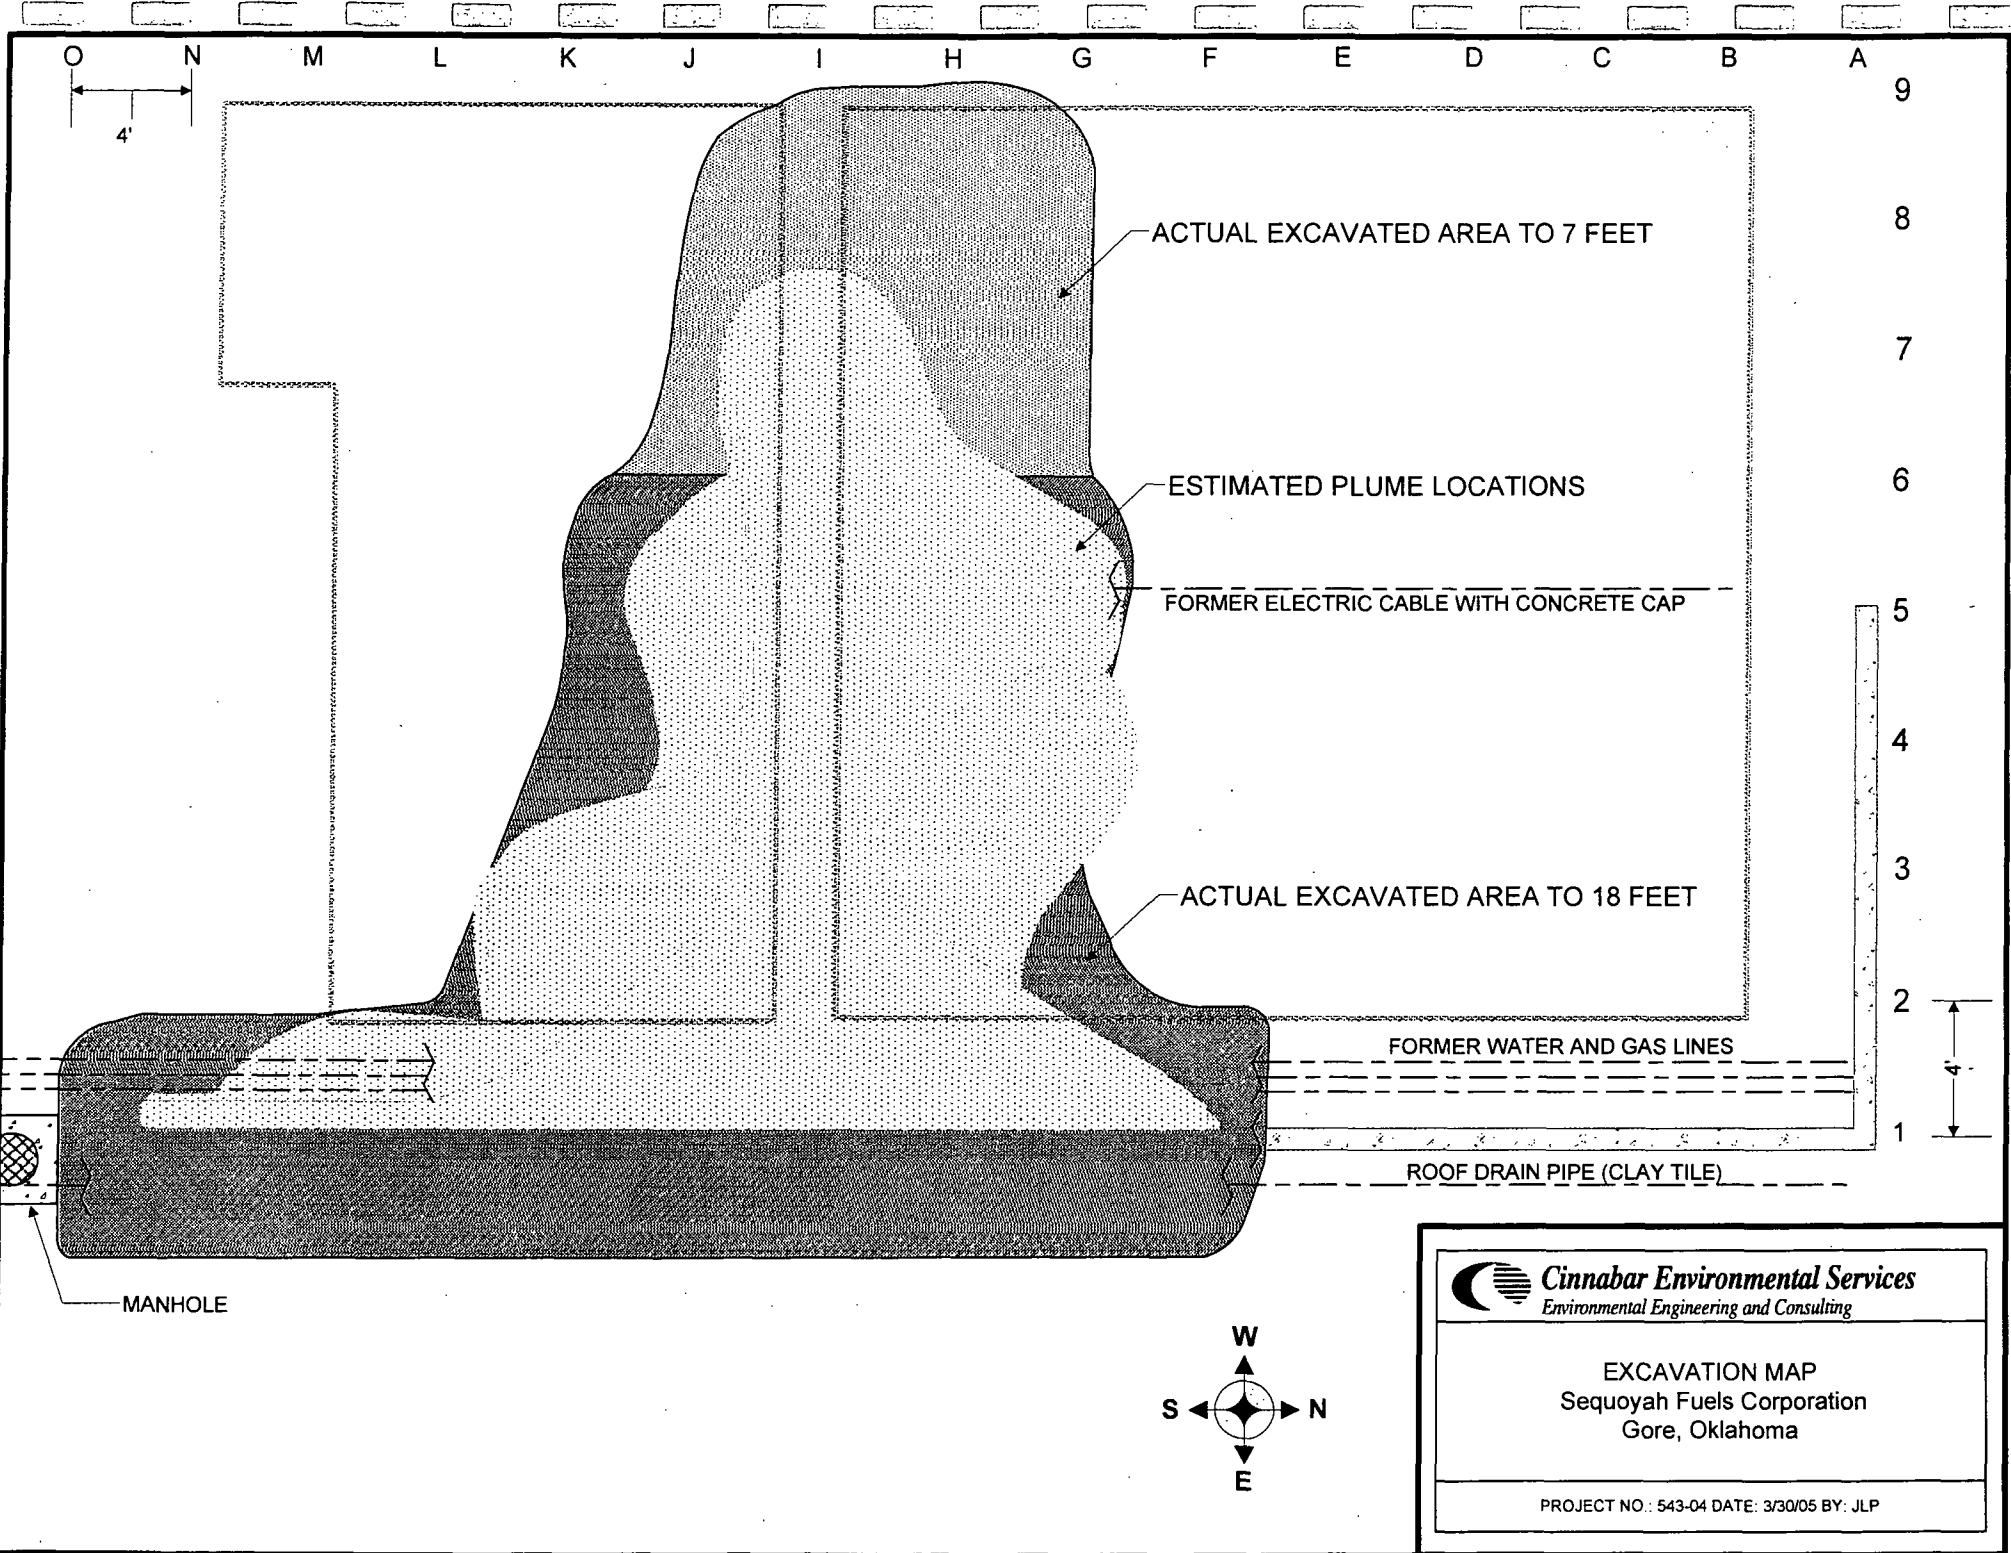 O N M L K J I H G F E D C B A
4'
9
8
ACTUAL EXCAVATED AREA TO 7 FEET
7
6
ESTIMATED PLUME LOCATIONS
FORMER ELECTRIC CABLE WITH CONCRETE CAP
5
4
3
ACTUAL EXCAVATED AREA TO 18 FEET
2
FORMER WATER AND GAS LINES
4'
1
ROOF DRAIN PIPE (CLAY TILE)
MANHOLE
W
S N
E
Cinnabar Environmental Services
Environmental Engineering and Consulting
EXCAVATION MAP
Sequoyah Fuels Corporation
Gore, Oklahoma
PROJECT NO.: 543-04 DATE: 3/30/05 BY: JLP